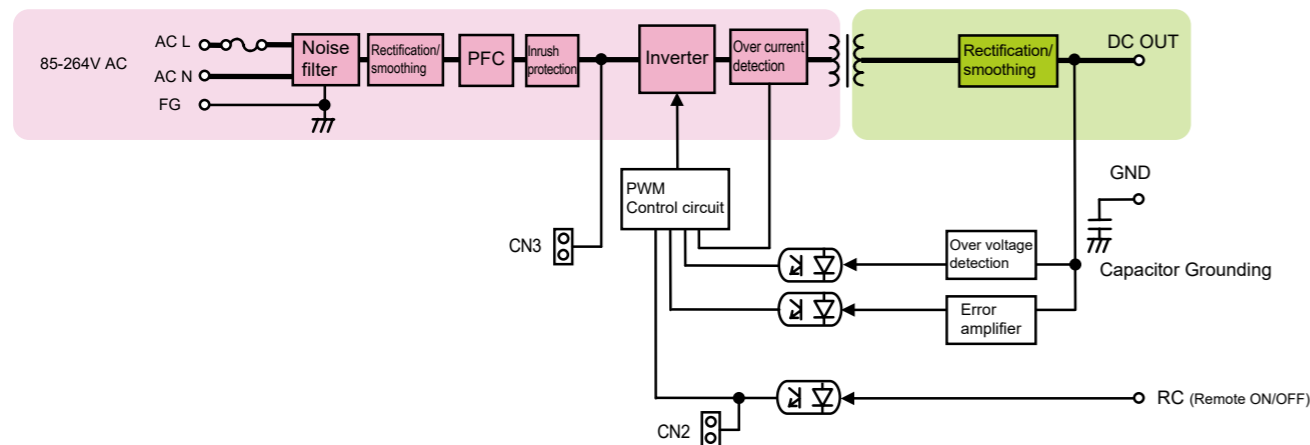 85-264V AC
AC L
AC N
FG
Noise
filter
Rectification/
smoothing
PFC
Inrush
protection
Inverter
Over current
detection
Rectification/
smoothing
DC OUT
PWM
Control circuit
GND
CN3
Over voltage
detection
Capacitor Grounding
Error
amplifier
RC (Remote ON/OFF)
CN2